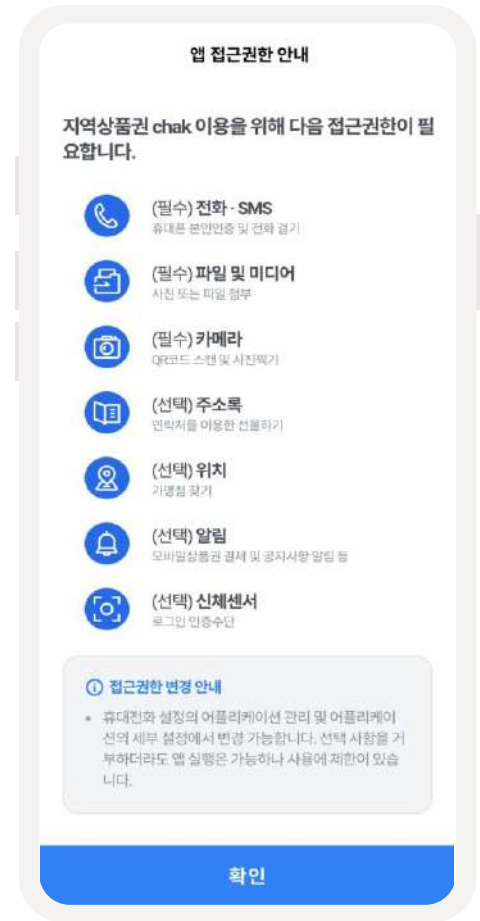 앱 접근권한 안내
지역상품권 chak 이용을 위해 다음 접근권한이 필
요합니다.
(필수) 전화 · SMS
휴대폰 본인인증 및 전화 걸기
(필수) 파일 및 미디어
사진 또는 파일 첨부
(필수) 카메라
QR코드 스캔 및 사진찍기
(선택) 주소록
연락처를 이용한 선물하기
(선택) 위치
가맹점 찾기
(선택) 알림
모바일상품권 결제 및 공지사항 알림 등
(선택) 신체센서
로그인 인증수단
접근권한 변경 안내
• 휴대전화 설정의 어플리케이션 관리 및 어플리케이
션의 세부 설정에서 변경 가능합니다. 선택 사항을 거
부하더라도 앱 실행은 가능하나 사용에 제한이 있습
니다.
확인